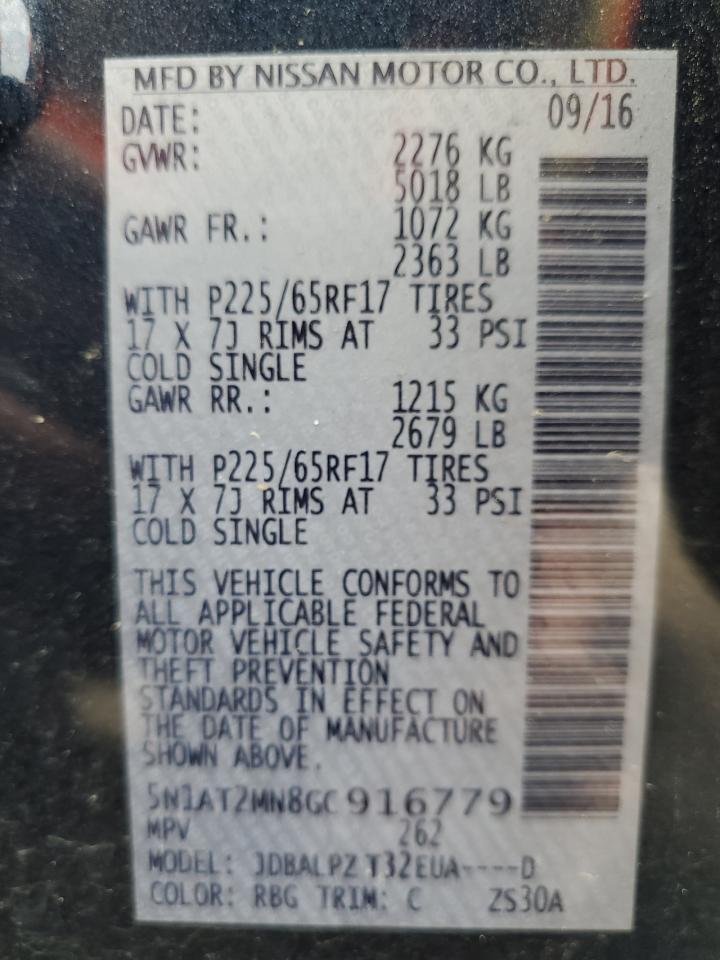 MFD BY NISSAN MOTOR CO., LTD.
DATE: 09/16
GVWR: 2276 KG
5018 LB
GAWR FR.: 1072 KG
2363 LB
WITH P225/65RF17 TIRES
17 X 7J RIMS AT 33 PSI
COLD SINGLE
GAWR RR.: 1215 KG
2679 LB
WITH P225/65RF17 TIRES
17 X 7J RIMS AT 33 PSI
COLD SINGLE
THIS VEHICLE CONFORMS TO
ALL APPLICABLE FEDERAL
MOTOR VEHICLE SAFETY AND
THEFT PREVENTION
STANDARDS IN EFFECT ON
THE DATE OF MANUFACTURE
SHOWN ABOVE.
5N1AT2MN8GC916779
MPV 262
MODEL: JDBALPZ T32EUA----D
COLOR: RBG TRIM: C ZS30A